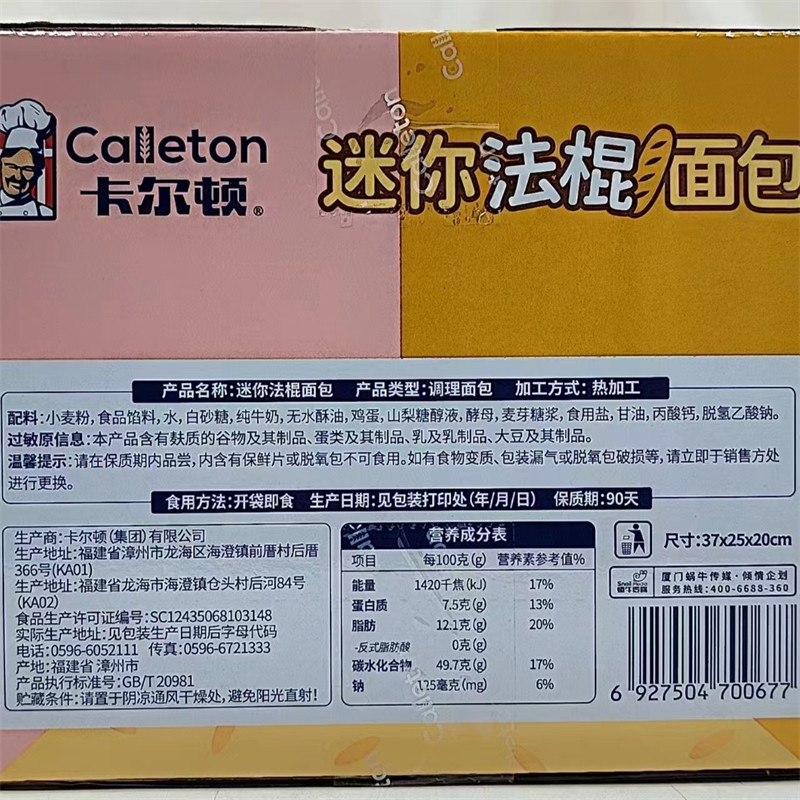 Calleton
卡尔顿®
迷你法棍面包
产品名称:迷你法棍面包 产品类型:调理面包 加工方式:热加工
配料:小麦粉,食品馅料,水,白砂糖,纯牛奶,无水酥油,鸡蛋,山梨糖醇液,酵母,麦芽糖浆,食用盐,甘油,丙酸钙,脱氢乙酸钠。
过敏原信息:本产品含有麸质的谷物及其制品、蛋类及其制品、乳及乳制品、大豆及其制品。
温馨提示:请在保质期内品尝,内含有保鲜片或脱氧包不可食用。如有食物变质、包装漏气或脱氧包破损等,请立即于销售方处
进行更换。
食用方法:开袋即食 生产日期:见包装打印处(年/月/日) 保质期:90天
生产商:卡尔顿(集团)有限公司
生产地址:福建省漳州市龙海区海澄镇前厝村后厝
366号(KA01)
生产地址:福建省龙海市海澄镇仓头村后河84号
(KA02)
食品生产许可证编号:SC12435068103148
实际生产地址:见包装生产日期后字母代码
电话:0596-6052111 传真:0596-6721333
产地:福建省 漳州市
产品执行标准号:GB/T 20981
贮藏条件:请置于阴凉通风干燥处,避免阳光直射!
营养成分表
项目 每100克(g) 营养素参考值%
能量 1420千焦(kJ) 17%
蛋白质 7.5克(g) 13%
脂肪 12.1克(g) 20%
-反式脂肪酸 0克(g)
碳水化合物 49.7克(g) 17%
钠 125毫克(mg) 6%
尺寸:37x25x20cm
厦门蜗牛传媒·倾情企划
服务热线:400-6688-360
6 927504 700677